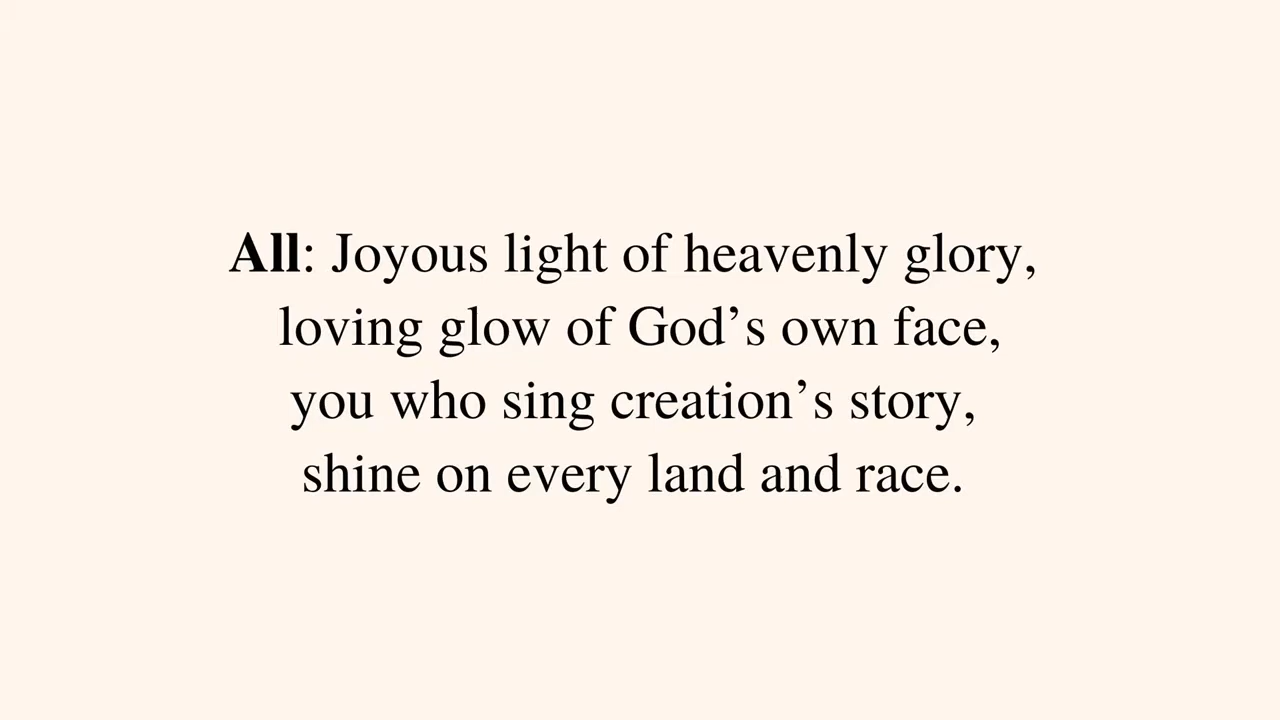 All: Joyous light of heavenly glory,
loving glow of God’s own face,
you who sing creation’s story,
shine on every land and race.